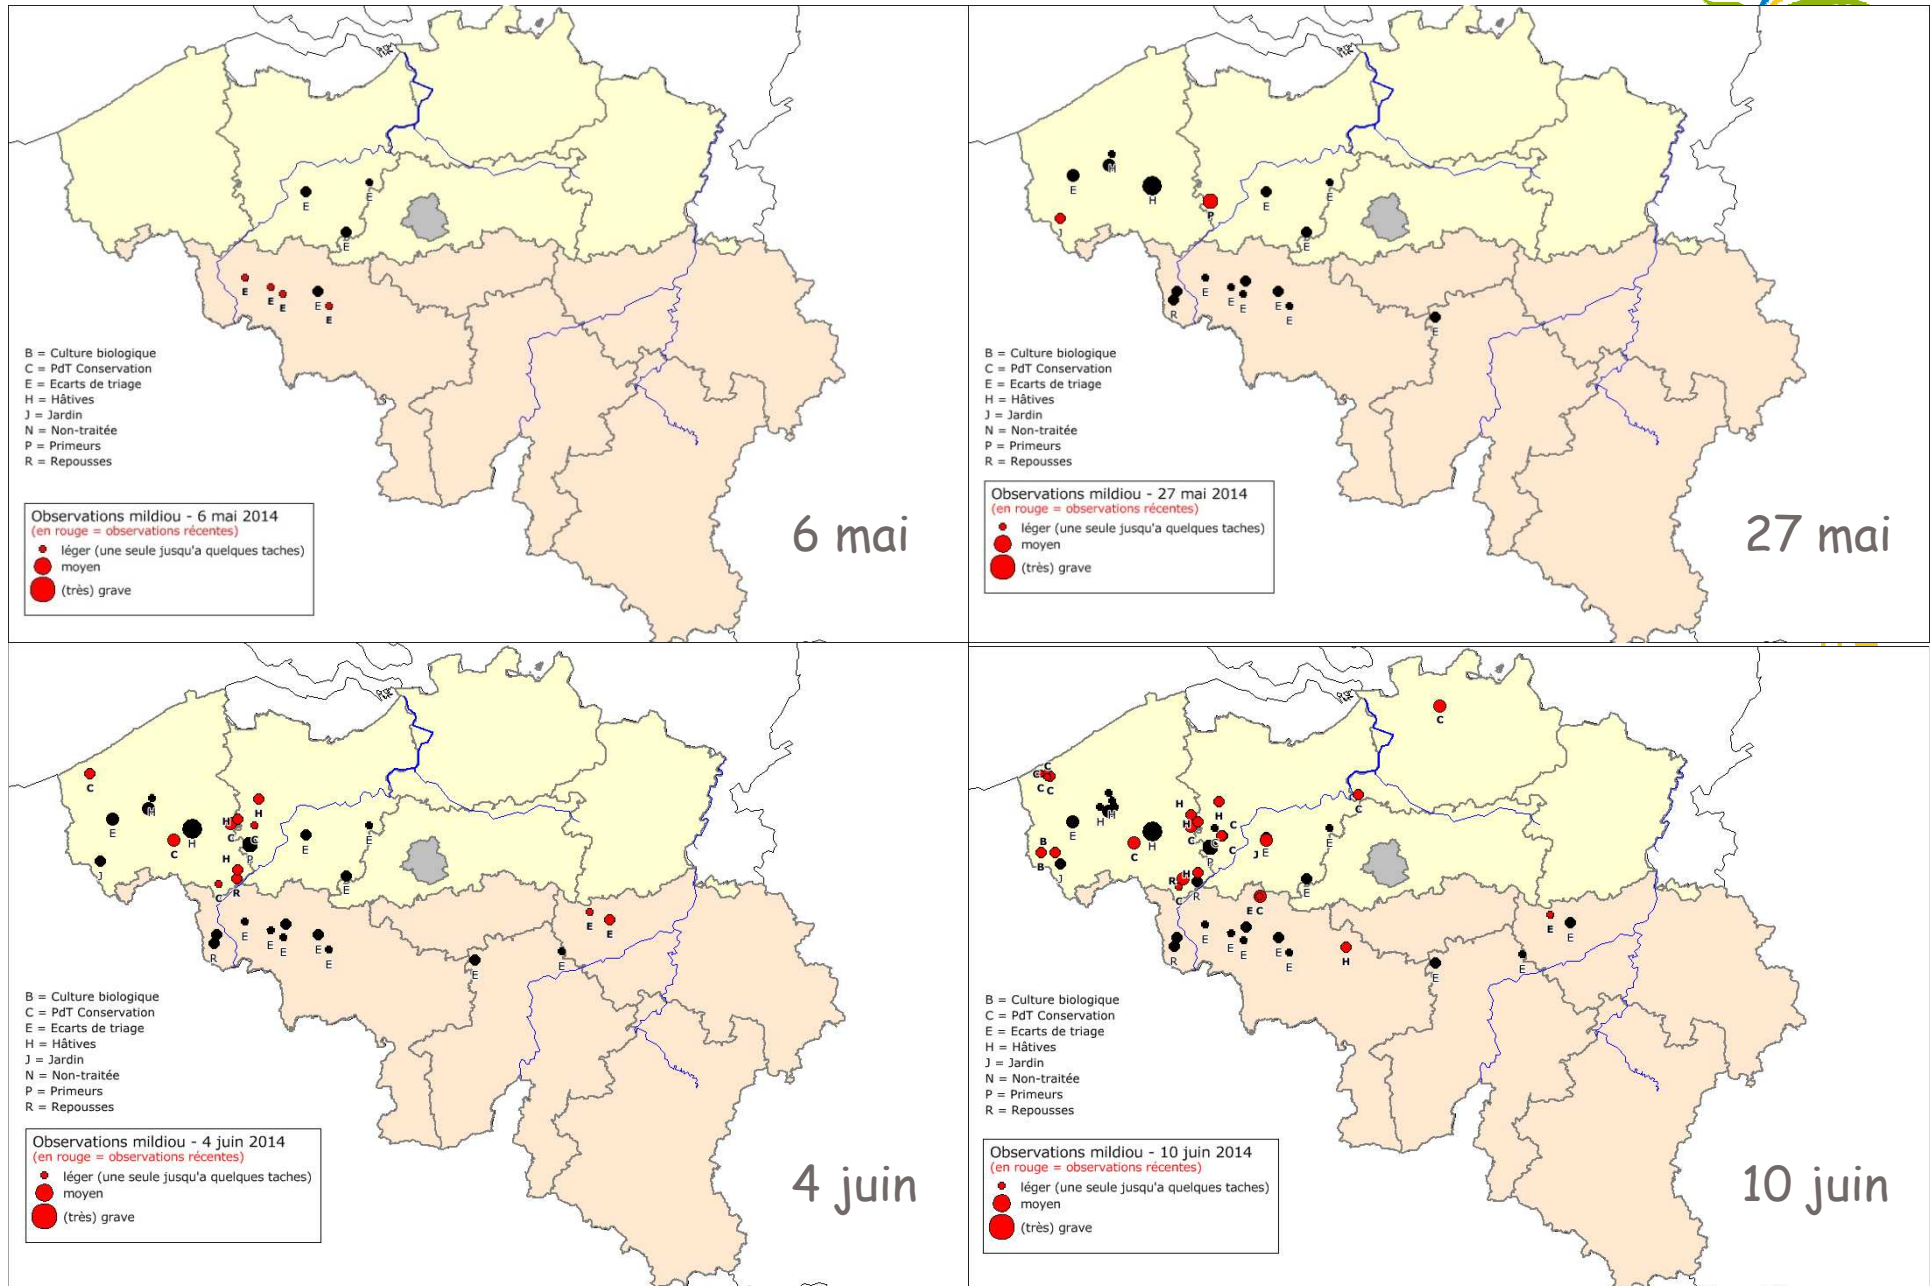 E
E
E
E
E
E
E
E
B = Culture biologique
C = PdT Conservation
E = Ecarts de triage
H = Hâtives
J = Jardin
N = Non-traitée
P = Primeurs
R = Repousses
Observations mildiou - 6 mai 2014
(en rouge = observations récentes)
léger (une seule jusqu'a quelques taches)
moyen
(très) grave
6 mai
E
H
H
P
E
E
E
J
E
E
E
E
E
R
E
B = Culture biologique
C = PdT Conservation
E = Ecarts de triage
H = Hâtives
J = Jardin
N = Non-traitée
P = Primeurs
R = Repousses
Observations mildiou - 27 mai 2014
(en rouge = observations récentes)
léger (une seule jusqu'a quelques taches)
moyen
(très) grave
27 mai
C
H
H
E
H
H
C
C
C
E
E
P
H
J
E
C
R
E
E
E
E
E
R
E
E
E
E
B = Culture biologique
C = PdT Conservation
E = Ecarts de triage
H = Hâtives
J = Jardin
N = Non-traitée
P = Primeurs
R = Repousses
Observations mildiou - 4 juin 2014
(en rouge = observations récentes)
léger (une seule jusqu'a quelques taches)
moyen
(très) grave
4 juin
C
C
C
C C
C
H
H
E
H H
H
C
E
C
H
C
C
P
C
J E
B
B
J
R H
R
C
E
E C
E
E
E
E
E
R
H
E
E
E
E
B = Culture biologique
C = PdT Conservation
E = Ecarts de triage
H = Hâtives
J = Jardin
N = Non-traitée
P = Primeurs
R = Repousses
Observations mildiou - 10 juin 2014
(en rouge = observations récentes)
léger (une seule jusqu'a quelques taches)
moyen
(très) grave
10 juin